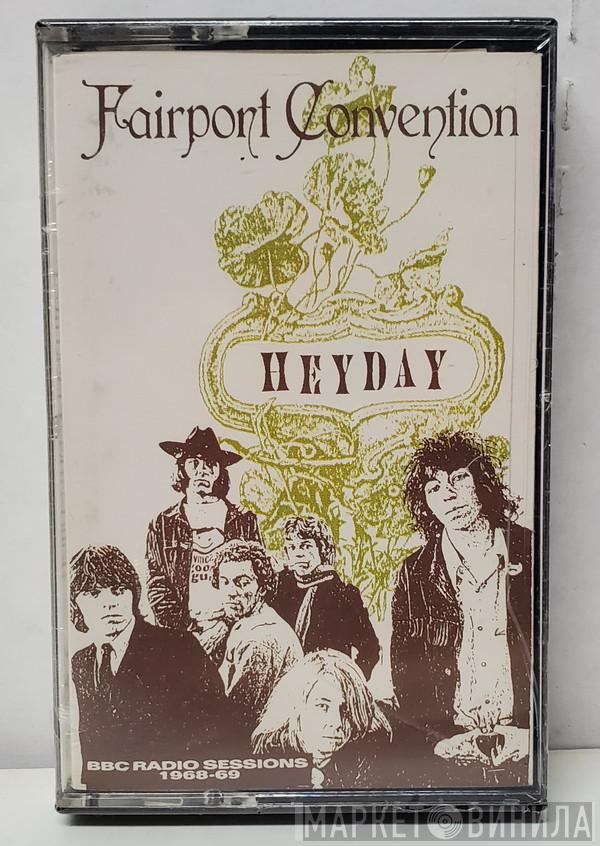 Fairport Convention
HEYDAY
BBC RADIO SESSIONS
1968-69
МАРКЕТ ВИНИЛА